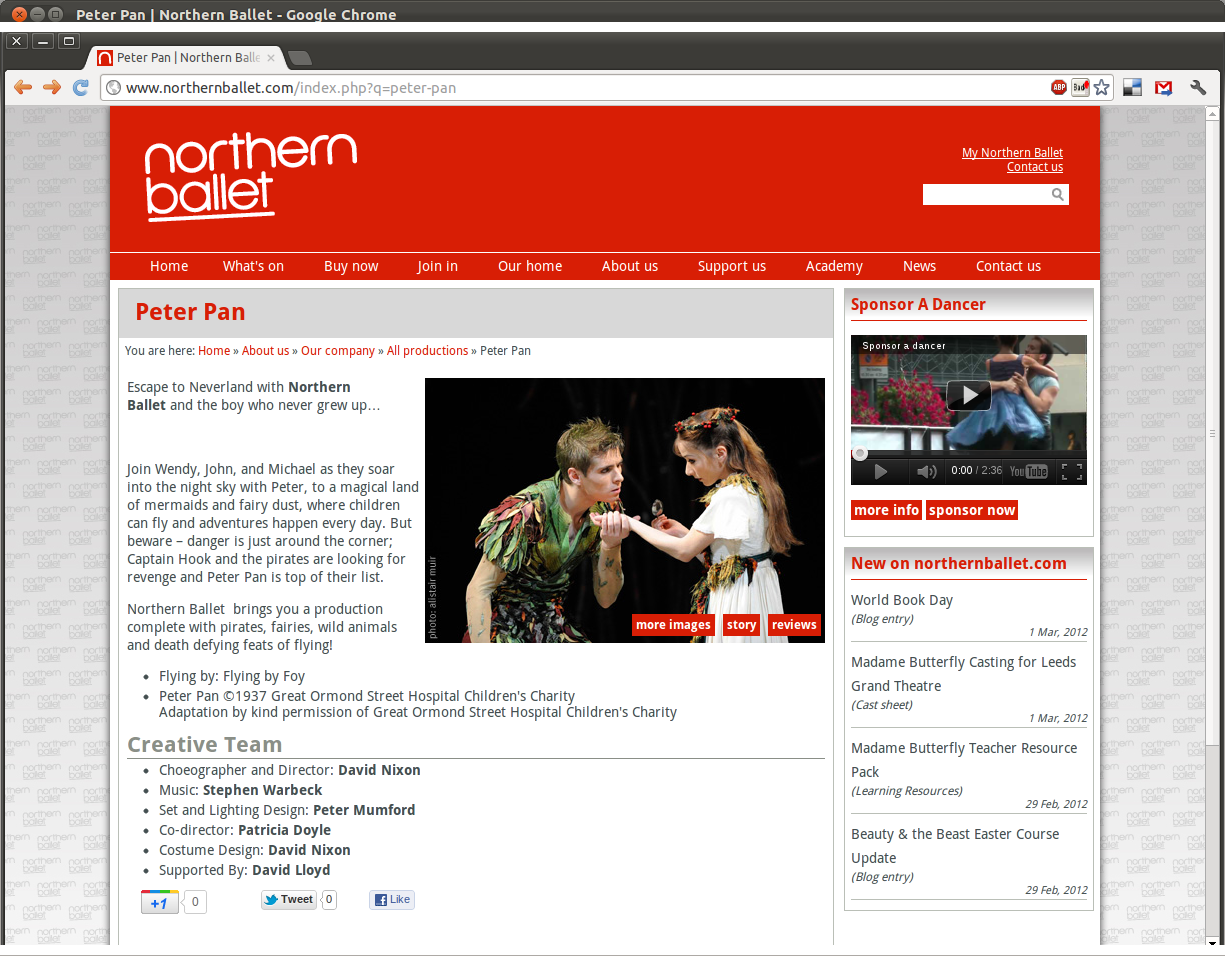 Peter Pan | Northern Ballet - Google Chrome
Peter Pan | Northern Balle
www.northernballet.com/index.php?q=peter-pan
ABP
Bad
northern
ballet
My Northern Ballet
Contact us
Home What's on Buy now Join in Our home About us Support us Academy News Contact us
Peter Pan
You are here: Home » About us » Our company » All productions » Peter Pan
Escape to Neverland with Northern
Ballet and the boy who never grew up…
Join Wendy, John, and Michael as they soar
into the night sky with Peter, to a magical land
of mermaids and fairy dust, where children
can fly and adventures happen every day. But
beware – danger is just around the corner;
Captain Hook and the pirates are looking for
revenge and Peter Pan is top of their list.
Northern Ballet  brings you a production
complete with pirates, fairies, wild animals
and death defying feats of flying!
photo: alistair muir
more images story reviews
• Flying by: Flying by Foy
• Peter Pan ©1937 Great Ormond Street Hospital Children's Charity
Adaptation by kind permission of Great Ormond Street Hospital Children's Charity
Creative Team
• Choeographer and Director: David Nixon
• Music: Stephen Warbeck
• Set and Lighting Design: Peter Mumford
• Co-director: Patricia Doyle
• Costume Design: David Nixon
• Supported By: David Lloyd
+1 0 Tweet 0 Like
Sponsor A Dancer
Sponsor a dancer
0:00 / 2:36 YouTube
more info sponsor now
New on northernballet.com
World Book Day
(Blog entry)
1 Mar, 2012
Madame Butterfly Casting for Leeds
Grand Theatre
(Cast sheet)
1 Mar, 2012
Madame Butterfly Teacher Resource
Pack
(Learning Resources)
29 Feb, 2012
Beauty & the Beast Easter Course
Update
(Blog entry)
29 Feb, 2012